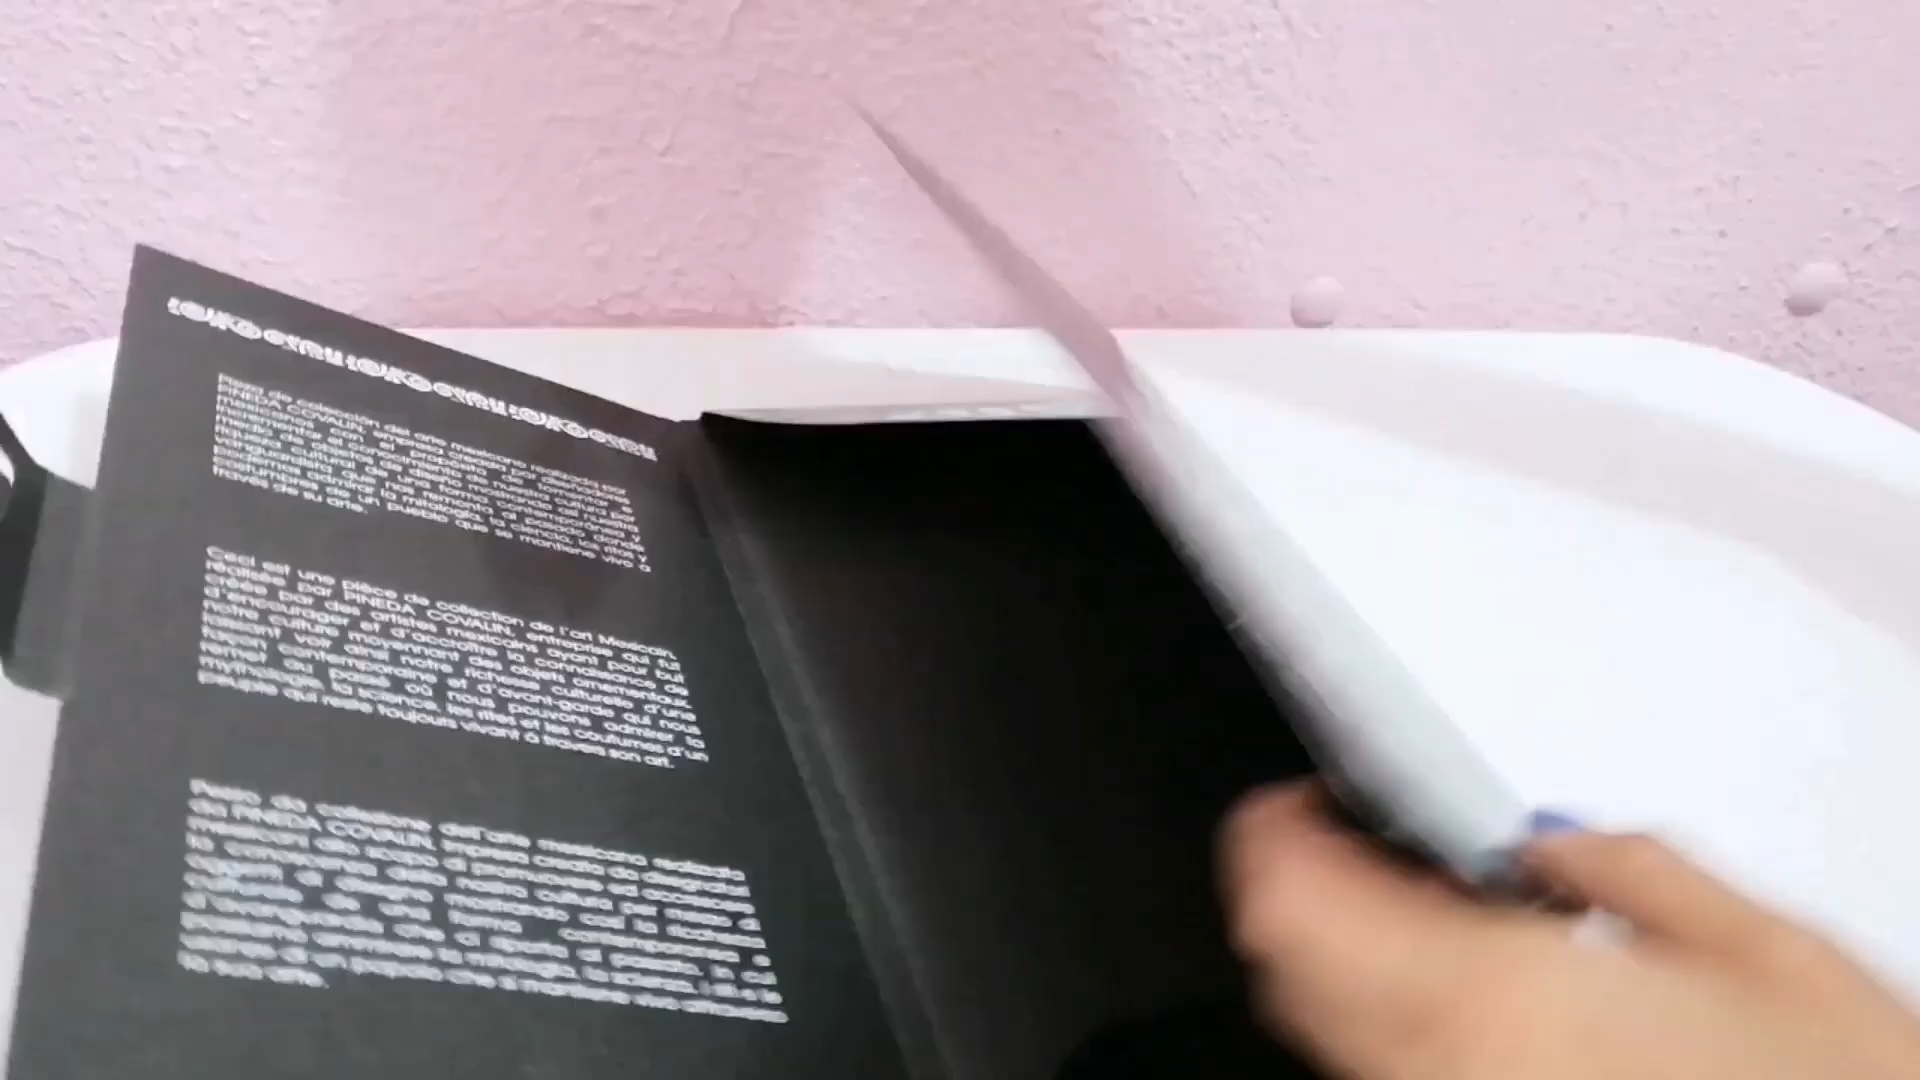 Pieza de colección del arte mexicano realizada por
PINEDA COVALIN, empresa creada por diseñadores
mexicanos con el propósito de fomentar e
incrementar el conocimiento de nuestra cultura por
medio de objetos de diseño mostrando así nuestra
riqueza cultural de una forma contemporánea y
vanguardista que nos remonta al pasado donde
podemos admirar la mitología, la ciencia, los ritos y
costumbres de un pueblo que se mantiene vivo a
través de su arte.
Ceci est une pièce de collection de l'art Mexicain,
réalisée par PINEDA COVALIN, entreprise qui fut
créée par des artistes mexicains ayant pour but
d'encourager et d'accroître la connaissance de
notre culture moyennant des objets ornementaux,
faisant voir ainsi notre richesse culturelle d'une
façon contemporaine et d'avant-garde qui nous
remet au passé où nous pouvons admirer la
mythologie, la science, les rites et les coutumes d'un
peuple qui reste toujours vivant à travers son art.
Pezzo da collezione dell'arte messicana realizzata
da PINEDA COVALIN, impresa creata da disegnatori
messicani allo scopo di promuovere ed accrescere
la conoscenza della nostra cultura per mezzo di
oggetti di disegno mostrando così la ricchezza
culturale de una forma contemporanea e
d'avanguardia che ci riporta al passato, in cui
possiamo ammirare la mitologia, la scienza, i riti e le
usanze di un popolo che si mantiene vivo attraverso
la sua arte.